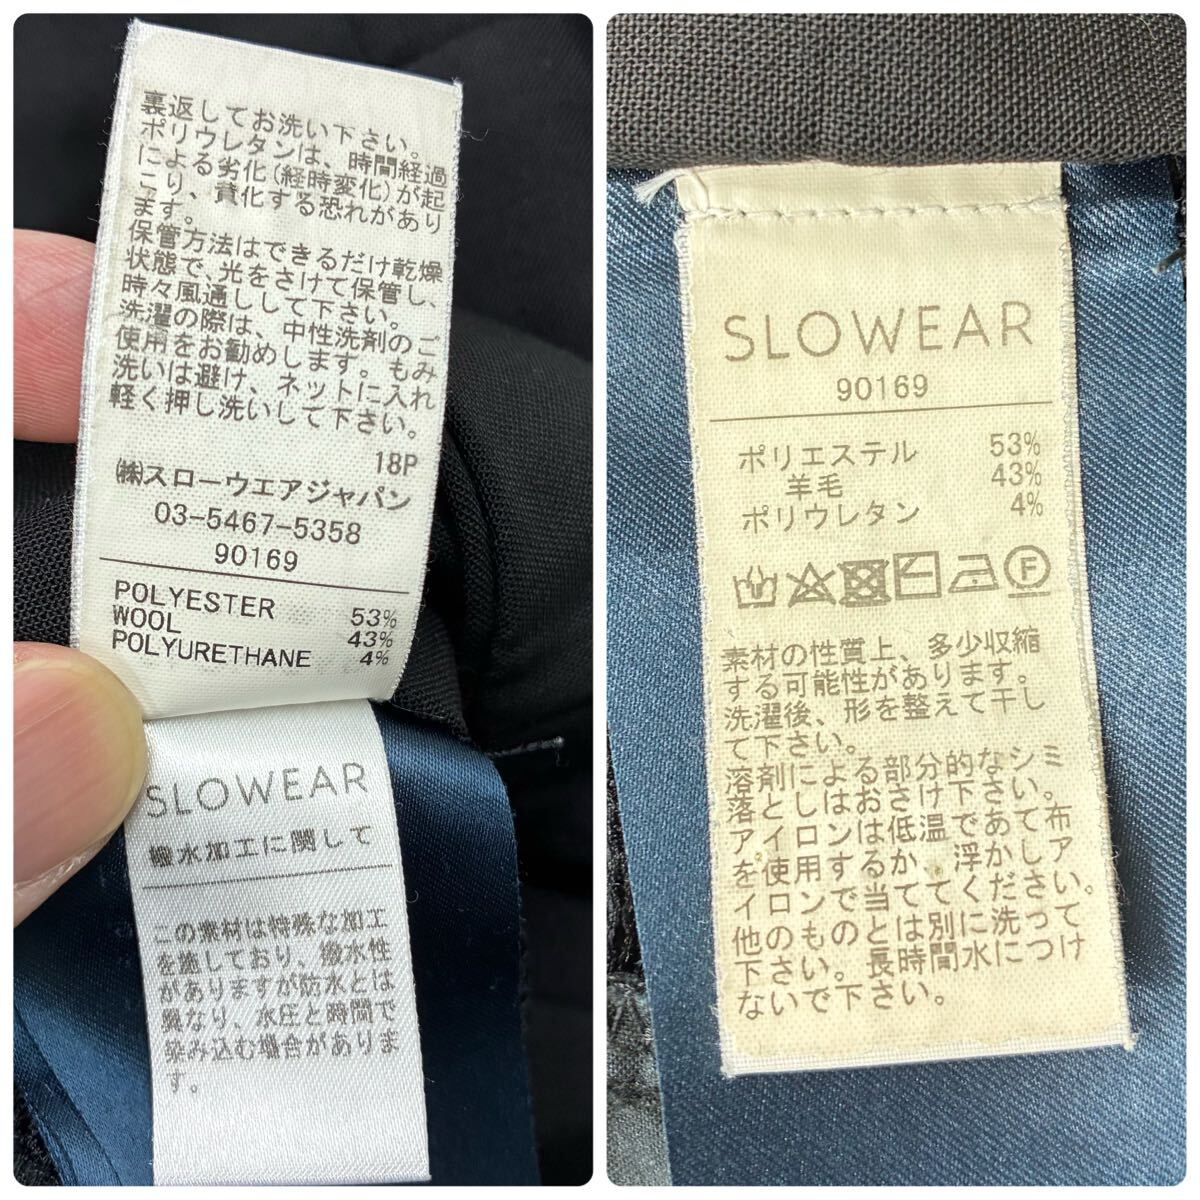 裏返してお洗い下さい。
ポリウレタンは、時間経過
による劣化(経時変化)が起
こり、黄化する恐れがあり
ます。
保管方法はできるだけ乾燥
状態で、光をさけて保管し、
時々風通しして下さい。
洗濯の際は、中性洗剤のご
使用をお勧めします。もみ
洗いは避け、ネットに入れ
軽く押し洗いして下さい。
18P
㈱スローウエアジャパン
03-5467-5358
90169
POLYESTER 53%
WOOL 43%
POLYURETHANE 4%
SLOWEAR
撥水加工に関して
この素材は特殊な加工
を施しており、撥水性
がありますが防水とは
異なり、水圧と時間で
染み込む場合がありま
す。
SLOWEAR
90169
ポリエステル 53%
羊毛 43%
ポリウレタン 4%
素材の性質上、多少収縮
する可能性があります。
洗濯後、形を整えて干し
て下さい。
溶剤による部分的なシミ
落としはおさけ下さい。
アイロンは低温であて布
を使用するか、浮かしア
イロンで当ててください。
他のものとは別に洗って
下さい。長時間水につけ
ないで下さい。